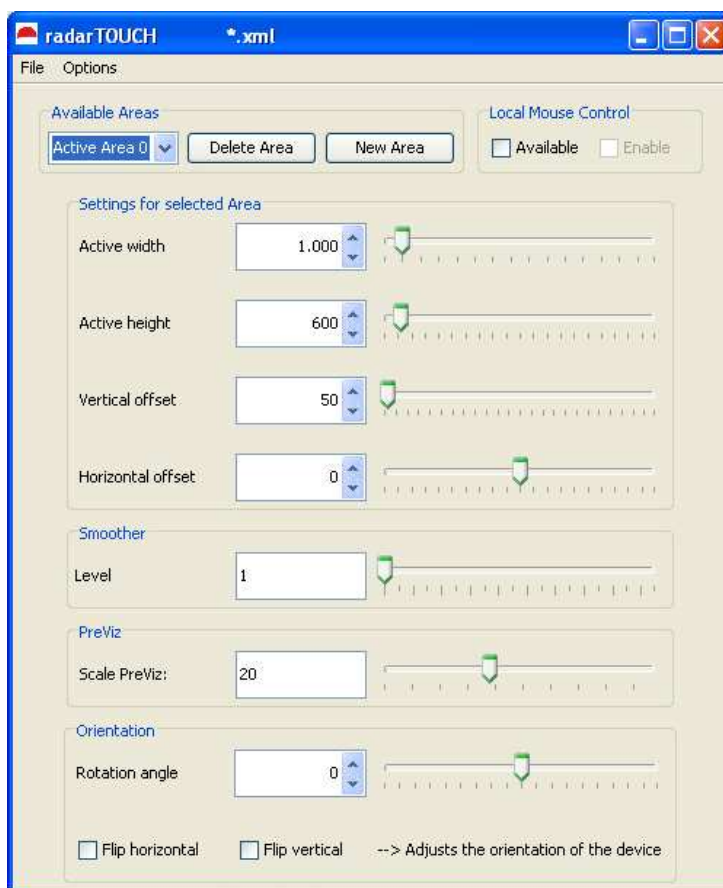 radarTOUCH *.xml
File Options
Available Areas
Local Mouse Control
Active Area 0 Delete Area New Area
Available Enable
Settings for selected Area
Active width 1.000
Active height 600
Vertical offset 50
Horizontal offset 0
Smoother
Level 1
PreViz
Scale PreViz: 20
Orientation
Rotation angle 0
Flip horizontal Flip vertical --> Adjusts the orientation of the device